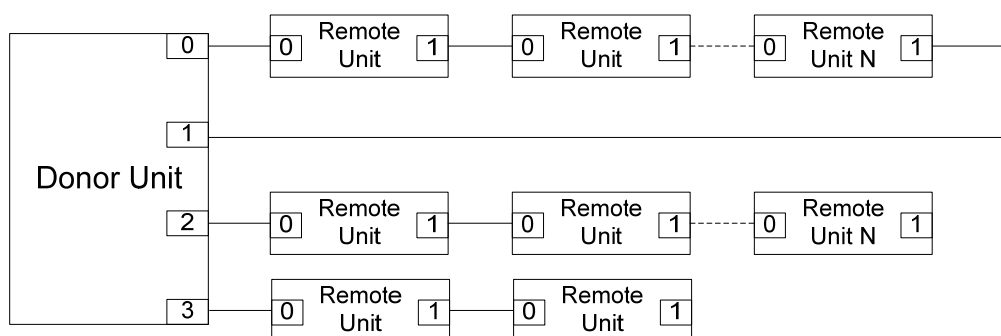 0 0 Remote Unit 1 0 Remote Unit 1 0 Remote Unit N 1
1
Donor Unit
2 0 Remote Unit 1 0 Remote Unit 1 0 Remote Unit N 1
3 0 Remote Unit 1 0 Remote Unit 1